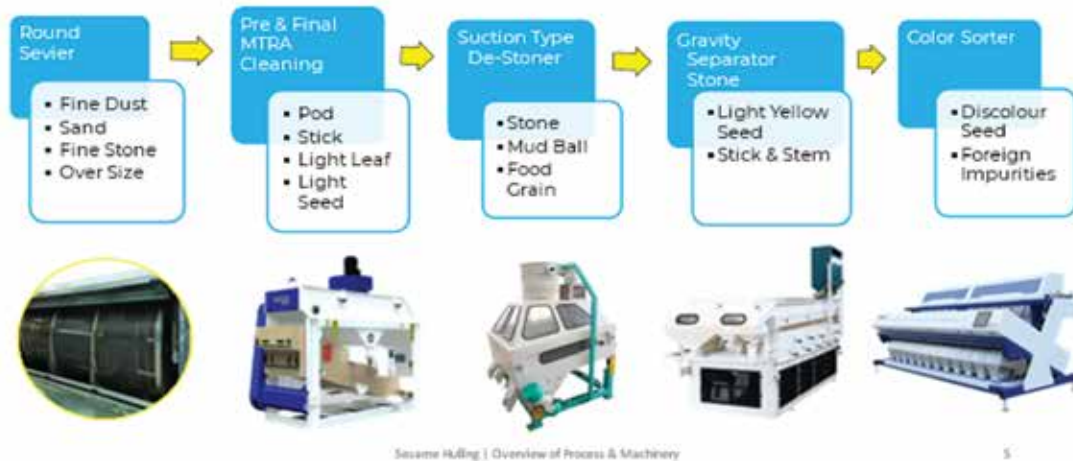 Round
Sevier
Fine Dust
Sand
Fine Stone
Over Size
Pre & Final
MTRA
Cleaning
Pod
Stick
Light Leaf
Light
Seed
Suction Type
De-Stoner
Stone
Mud Ball
Food
Grain
Gravity
Separator
Stone
Light Yellow
Seed
Stick & Stem
Color Sorter
Discolour
Seed
Foreign
Impurities
Sesame Hulling | Overview of Process & Machinery
5